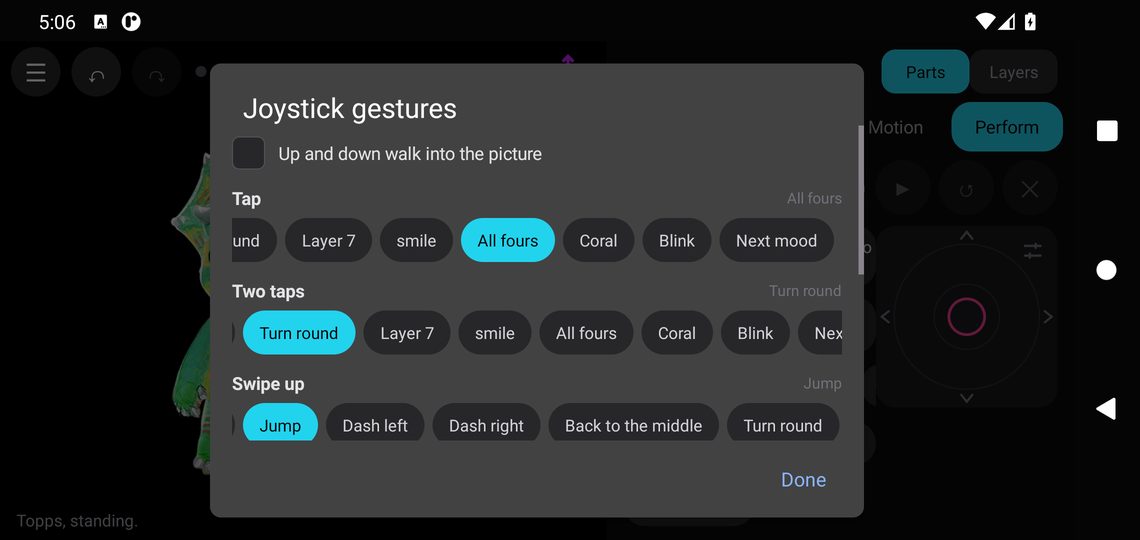 5:06
Parts
Layers
Joystick gestures
Motion
Perform
Up and down walk into the picture
Tap
All fours
und
Layer 7
smile
All fours
Coral
Blink
Next mood
Two taps
Turn round
Turn round
Layer 7
smile
All fours
Coral
Blink
Nex
Swipe up
Jump
Jump
Dash left
Dash right
Back to the middle
Turn round
Done
Topps, standing.